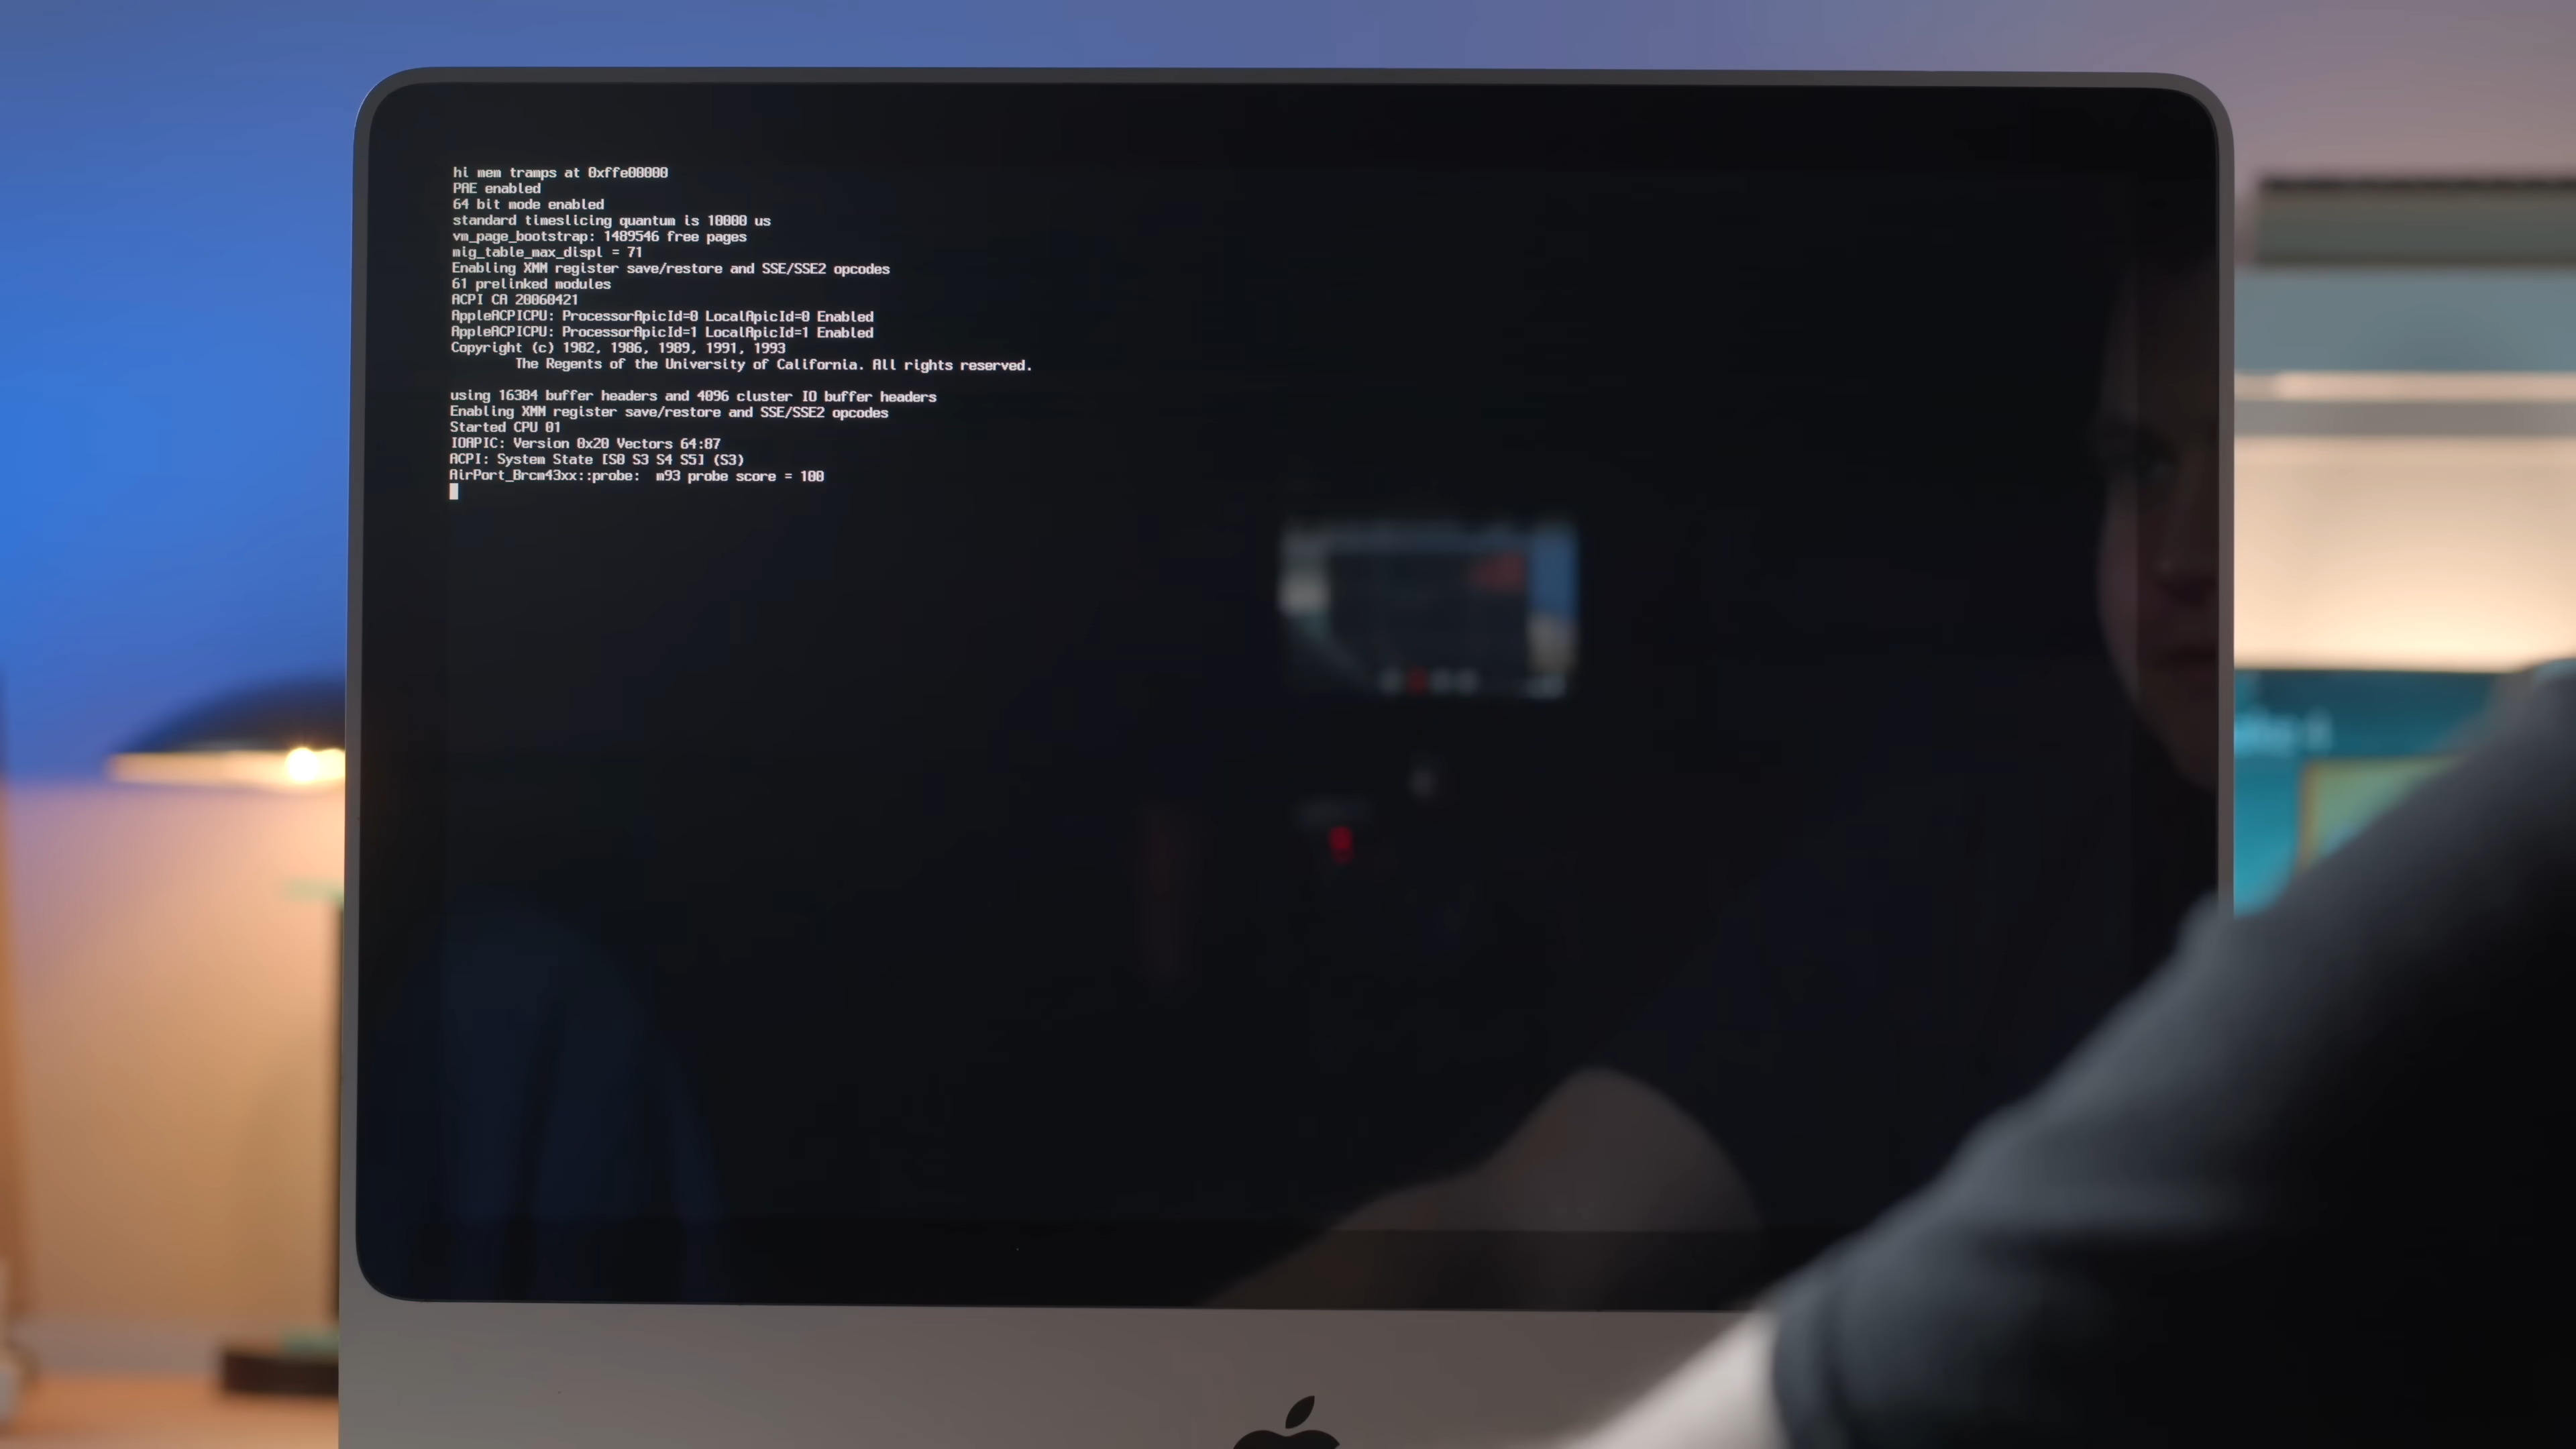 hi mem tramps at 0xffe00000
PAE enabled
64 bit mode enabled
standard timeslicing quantum is 10000 us
vm_page_bootstrap: 1489546 free pages
mig_table_max_displ = 71
Enabling XMM register save/restore and SSE/SSE2 opcodes
61 prelinked modules
ACPI CA 20060421
AppleACPICPU: ProcessorApicId=0 LocalApicId=0 Enabled
AppleACPICPU: ProcessorApicId=1 LocalApicId=1 Enabled
Copyright (c) 1982, 1986, 1989, 1991, 1993
The Regents of the University of California. All rights reserved.
using 16384 buffer headers and 4096 cluster IO buffer headers
Enabling XMM register save/restore and SSE/SSE2 opcodes
Started CPU 01
IOAPIC: Version 0x20 Vectors 64:87
ACPI: System State [S0 S3 S4 S5] (S3)
AirPort_Brcm43xx::probe:  m93 probe score = 100